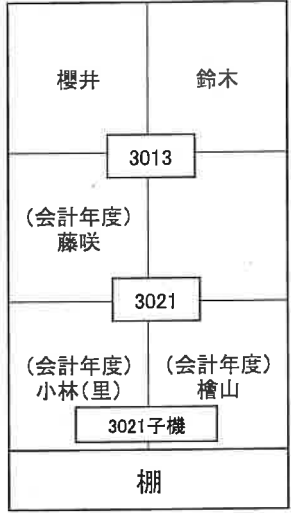 櫻井
鈴木
3013
(会計年度)
藤咲
3021
(会計年度)
小林(里)
(会計年度)
檜山
3021子機
棚